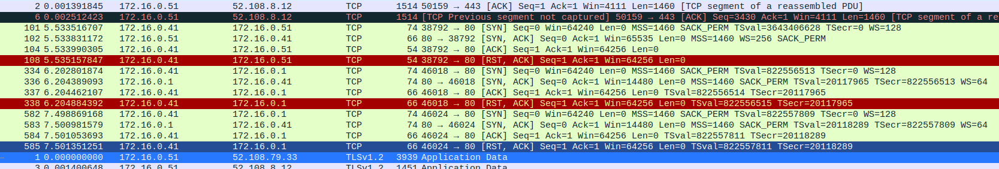 2 0.001391845 172.16.0.51 52.108.8.12 TCP 1514 50159 → 443 [ACK] Seq=1 Ack=1 Win=4111 Len=1460 [TCP segment of a reassembled PDU]
6 0.002512423 172.16.0.51 52.108.8.12 TCP 1514 [TCP Previous segment not captured] 50159 → 443 [ACK] Seq=3430 Ack=1 Win=4111 Len=1460 [TCP segment of a re
101 5.533516707 172.16.0.41 172.16.0.51 TCP 74 38792 → 80 [SYN] Seq=0 Win=64240 Len=0 MSS=1460 SACK_PERM TSval=3643406628 TSecr=0 WS=128
102 5.533831172 172.16.0.51 172.16.0.41 TCP 66 80 → 38792 [SYN, ACK] Seq=0 Ack=1 Win=65535 Len=0 MSS=1460 WS=256 SACK_PERM
104 5.533990305 172.16.0.41 172.16.0.51 TCP 54 38792 → 80 [ACK] Seq=1 Ack=1 Win=64256 Len=0
108 5.535157847 172.16.0.41 172.16.0.51 TCP 54 38792 → 80 [RST, ACK] Seq=1 Ack=1 Win=64256 Len=0
334 6.202801874 172.16.0.41 172.16.0.1 TCP 74 46018 → 80 [SYN] Seq=0 Win=64240 Len=0 MSS=1460 SACK_PERM TSval=822556513 TSecr=0 WS=128
336 6.204389093 172.16.0.1 172.16.0.41 TCP 74 80 → 46018 [SYN, ACK] Seq=0 Ack=1 Win=14480 Len=0 MSS=1460 SACK_PERM TSval=20117965 TSecr=822556513 WS=64
337 6.204462107 172.16.0.41 172.16.0.1 TCP 66 46018 → 80 [ACK] Seq=1 Ack=1 Win=64256 Len=0 TSval=822556514 TSecr=20117965
338 6.204884392 172.16.0.41 172.16.0.1 TCP 66 46018 → 80 [RST, ACK] Seq=1 Ack=1 Win=64256 Len=0 TSval=822556515 TSecr=20117965
582 7.498869168 172.16.0.41 172.16.0.1 TCP 74 46024 → 80 [SYN] Seq=0 Win=64240 Len=0 MSS=1460 SACK_PERM TSval=822557809 TSecr=0 WS=128
583 7.500981579 172.16.0.1 172.16.0.41 TCP 74 80 → 46024 [SYN, ACK] Seq=0 Ack=1 Win=14480 Len=0 MSS=1460 SACK_PERM TSval=20118289 TSecr=822557809 WS=64
584 7.501053693 172.16.0.41 172.16.0.1 TCP 66 46024 → 80 [ACK] Seq=1 Ack=1 Win=64256 Len=0 TSval=822557811 TSecr=20118289
585 7.501351251 172.16.0.41 172.16.0.1 TCP 66 46024 → 80 [RST, ACK] Seq=1 Ack=1 Win=64256 Len=0 TSval=822557811 TSecr=20118289
1 0.000000000 172.16.0.51 52.108.79.33 TLSv1.2 3939 Application Data
3 0.001400648 172.16.0.51 52.108.8.12 TLSv1.2 1451 Application Data